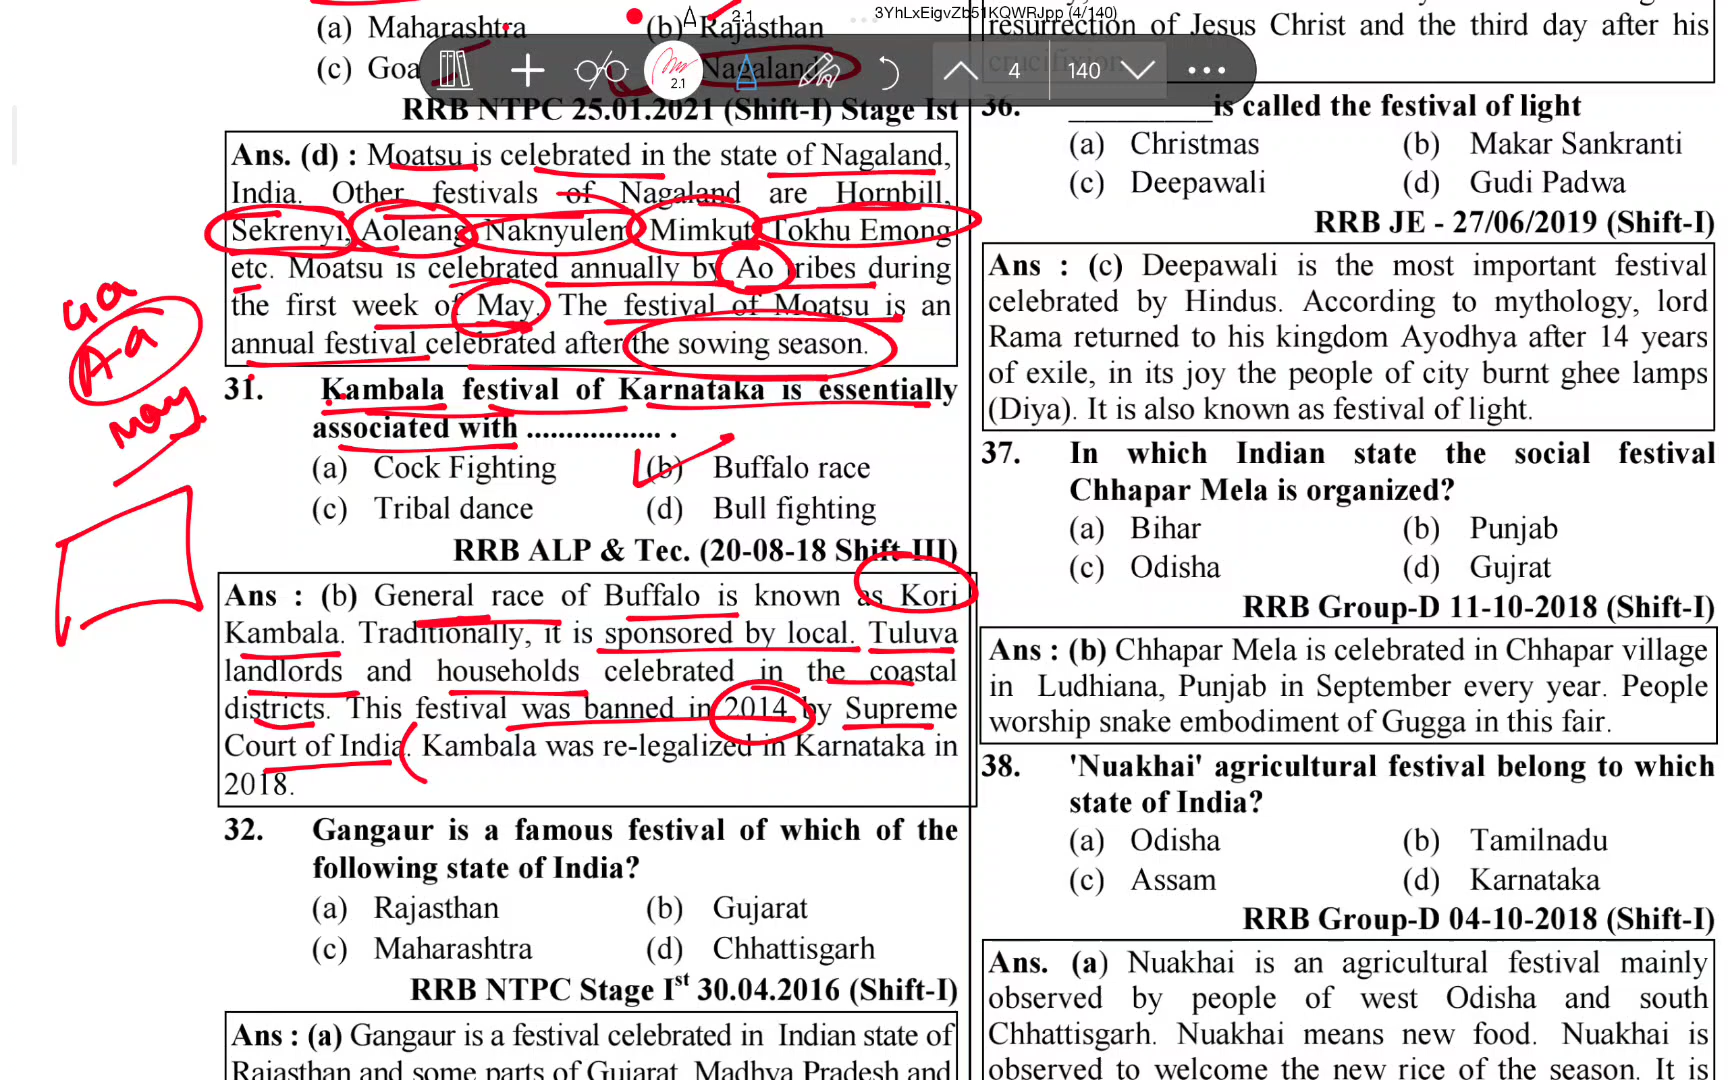 2.1
3YhLxEigvZb51KQWRJpp (4/140)
(a) Maharashtra (b) Rajasthan
(c) Goa Nagaland
2.1
4 140
RRB NTPC 25.01.2021 (Shift-I) Stage Ist
Ans. (d) : Moatsu is celebrated in the state of Nagaland,
India. Other festivals of Nagaland are Hornbill,
Sekrenyi, Aoleang Naknyulem Mimkut, Tokhu Emong
etc. Moatsu is celebrated annually by Ao tribes during
the first week of May. The festival of Moatsu is an
annual festival celebrated after the sowing season.
Aa
May
31. Kambala festival of Karnataka is essentially
associated with ................. .
(a) Cock Fighting (b) Buffalo race
(c) Tribal dance (d) Bull fighting
RRB ALP & Tec. (20-08-18 Shift-III)
Ans : (b) General race of Buffalo is known as Kori
Kambala. Traditionally, it is sponsored by local. Tuluva
landlords and households celebrated in the coastal
districts. This festival was banned in 2014 by Supreme
Court of India. Kambala was re-legalized in Karnataka in
2018.
32. Gangaur is a famous festival of which of the
following state of India?
(a) Rajasthan (b) Gujarat
(c) Maharashtra (d) Chhattisgarh
RRB NTPC Stage Ist 30.04.2016 (Shift-I)
Ans : (a) Gangaur is a festival celebrated in Indian state of
Rajasthan and some parts of Gujarat, Madhya Pradesh and
resurrection of Jesus Christ and the third day after his
crucifixion.
36. _________is called the festival of light
(a) Christmas (b) Makar Sankranti
(c) Deepawali (d) Gudi Padwa
RRB JE - 27/06/2019 (Shift-I)
Ans : (c) Deepawali is the most important festival
celebrated by Hindus. According to mythology, lord
Rama returned to his kingdom Ayodhya after 14 years
of exile, in its joy the people of city burnt ghee lamps
(Diya). It is also known as festival of light.
37. In which Indian state the social festival
Chhapar Mela is organized?
(a) Bihar (b) Punjab
(c) Odisha (d) Gujrat
RRB Group-D 11-10-2018 (Shift-I)
Ans : (b) Chhapar Mela is celebrated in Chhapar village
in Ludhiana, Punjab in September every year. People
worship snake embodiment of Gugga in this fair.
38. 'Nuakhai' agricultural festival belong to which
state of India?
(a) Odisha (b) Tamilnadu
(c) Assam (d) Karnataka
RRB Group-D 04-10-2018 (Shift-I)
Ans. (a) Nuakhai is an agricultural festival mainly
observed by people of west Odisha and south
Chhattisgarh. Nuakhai means new food. Nuakhai is
observed to welcome the new rice of the season. It is